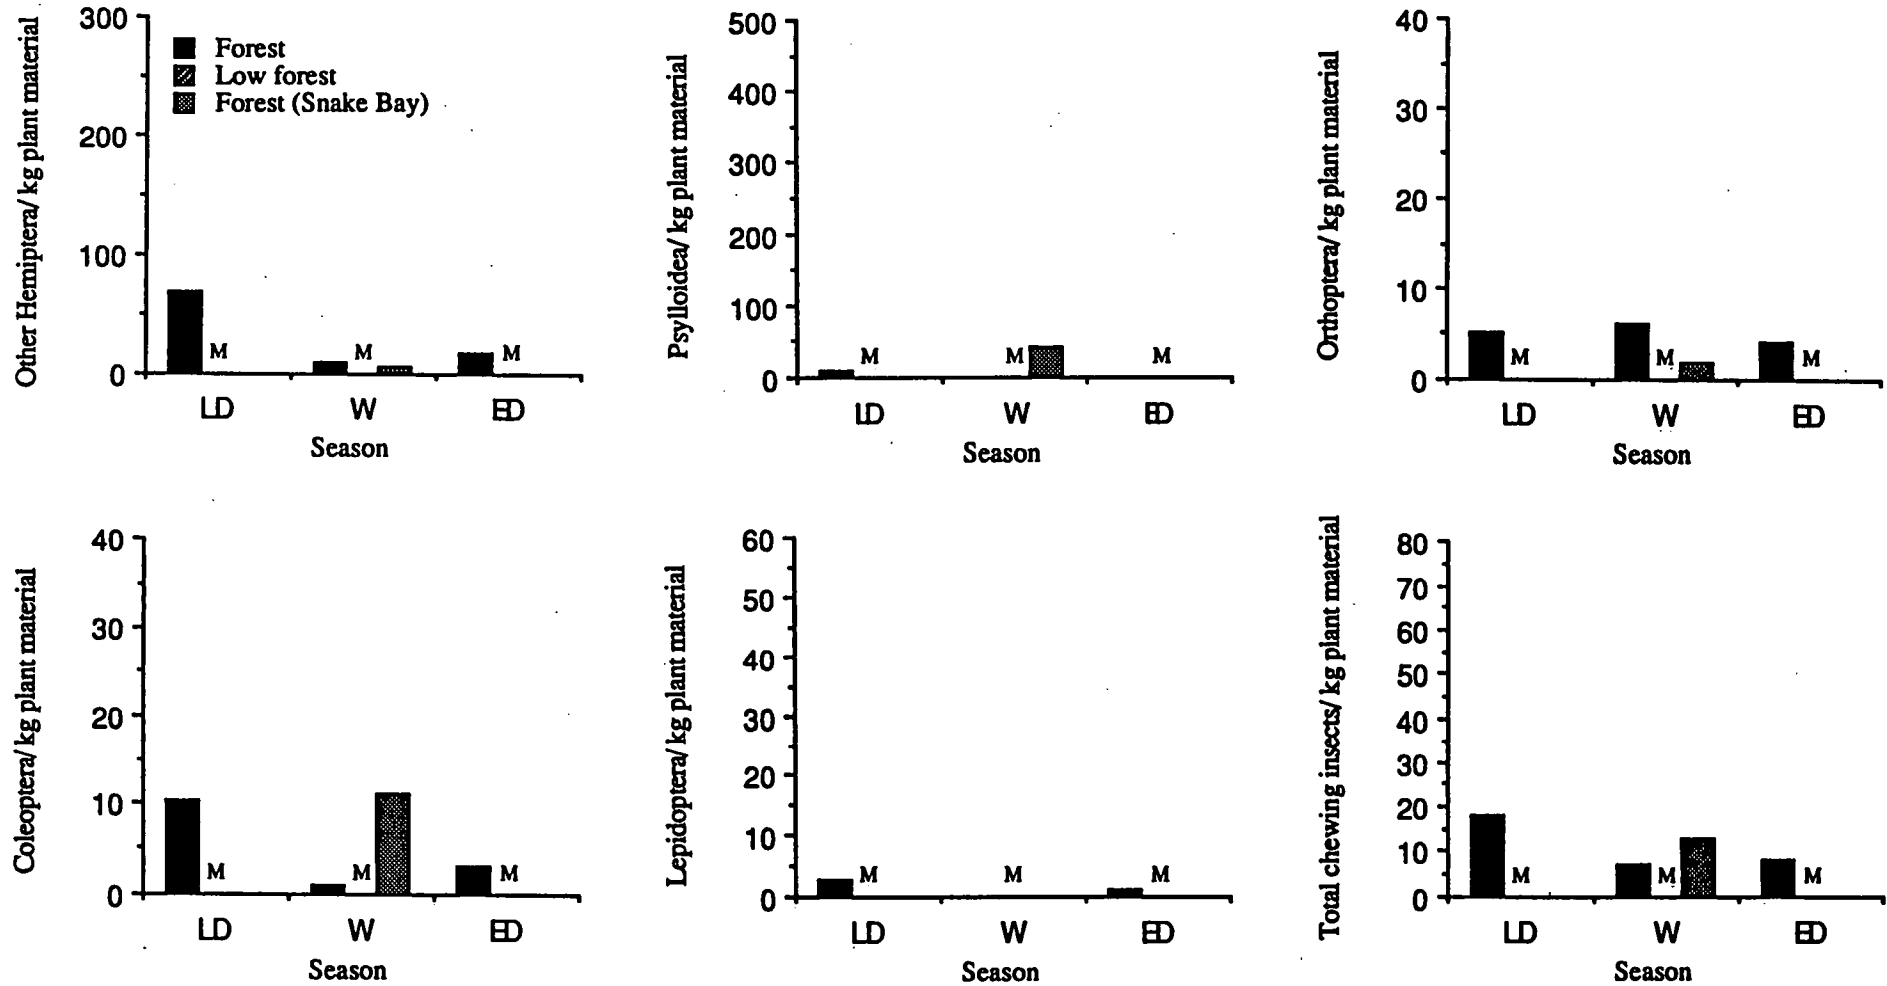 Other Hemiptera/ kg plant material
300
200
100
0
Forest
Low forest
Forest (Snake Bay)
M
M
M
LD
W
ED
Season
Psylloidea/ kg plant material
500
400
300
200
100
0
M
M
M
LD
W
ED
Season
Orthoptera/ kg plant material
40
30
20
10
0
M
M
M
LD
W
ED
Season
Coleoptera/ kg plant material
40
30
20
10
0
M
M
M
LD
W
ED
Season
Lepidoptera/ kg plant material
60
50
40
30
20
10
0
M
M
M
LD
W
ED
Season
Total chewing insects/ kg plant material
80
70
60
50
40
30
20
10
0
M
M
M
LD
W
ED
Season